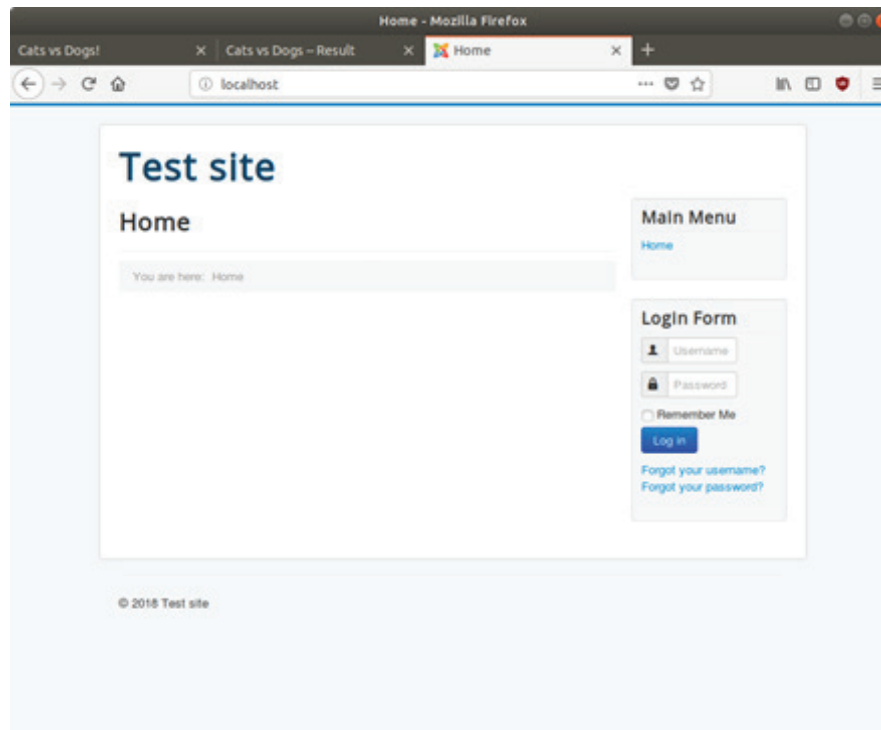 Home - Mozilla Firefox
Cats vs Dogs!
Cats vs Dogs – Result
Home
localhost
Test site
Home
You are here: Home
Main Menu
Home
Login Form
Username
Password
Remember Me
Log in
Forgot your username?
Forgot your password?
© 2018 Test site